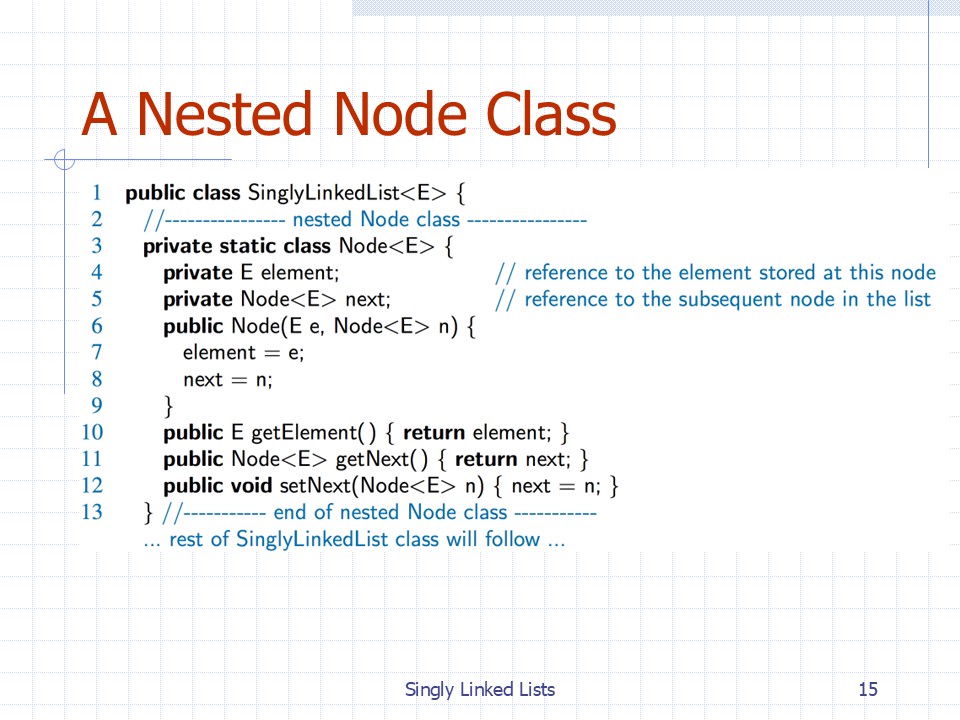 A Nested Node Class
1 public class SinglyLinkedList<E> {
2 //---------------- nested Node class ----------------
3 private static class Node<E> {
4 private E element; // reference to the element stored at this node
5 private Node<E> next; // reference to the subsequent node in the list
6 public Node(E e, Node<E> n) {
7 element = e;
8 next = n;
9 }
10 public E getElement( ) { return element; }
11 public Node<E> getNext( ) { return next; }
12 public void setNext(Node<E> n) { next = n; }
13 } //----------- end of nested Node class -----------
... rest of SinglyLinkedList class will follow ...
Singly Linked Lists 15